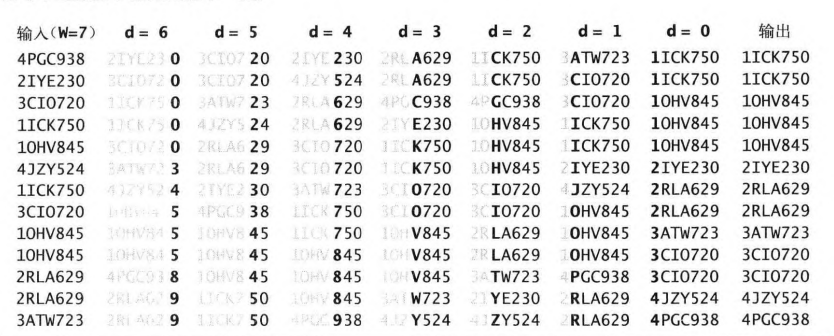 输入(W=7) d = 6 d = 5 d = 4 d = 3 d = 2 d = 1 d = 0 输出
4PGC938 2IYE230 3CIO720 2IYE230 2RLA629 1ICK750 3ATW723 1ICK750 1ICK750
2IYE230 3CIO720 3CIO720 4JZY524 2RLA629 1ICK750 3CIO720 1ICK750 1ICK750
3CIO720 1ICK750 3ATW723 2RLA629 4PGC938 4PGC938 3CIO720 1OHV845 1OHV845
1ICK750 1ICK750 4JZY524 2RLA629 2IYE230 1OHV845 1ICK750 1OHV845 1OHV845
1OHV845 3CIO720 2RLA629 3CIO720 1ICK750 1OHV845 1ICK750 1OHV845 1OHV845
4JZY524 3ATW723 2RLA629 3CIO720 1ICK750 1OHV845 2IYE230 2IYE230 2IYE230
1ICK750 4JZY524 2IYE230 3ATW723 3CIO720 3CIO720 4JZY524 2RLA629 2RLA629
3CIO720 1OHV845 4PGC938 1ICK750 3CIO720 3CIO720 1OHV845 2RLA629 2RLA629
1OHV845 1OHV845 1OHV845 1ICK750 1OHV845 2RLA629 1OHV845 3ATW723 3ATW723
1OHV845 1OHV845 1OHV845 1OHV845 1OHV845 2RLA629 1OHV845 3CIO720 3CIO720
2RLA629 4PGC938 1OHV845 1OHV845 1OHV845 3ATW723 4PGC938 3CIO720 3CIO720
2RLA629 2RLA629 1ICK750 1OHV845 3ATW723 2IYE230 2RLA629 4JZY524 4JZY524
3ATW723 2RLA629 1ICK750 4PGC938 4JZY524 4JZY524 2RLA629 4PGC938 4PGC938